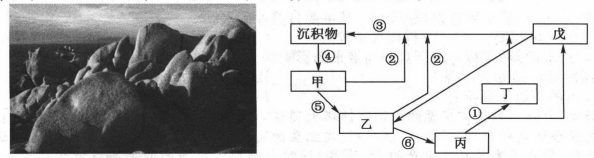 沉积物 ③ 戊
④ ② ②
甲 丁
⑤ ①
乙 ⑥ 丙